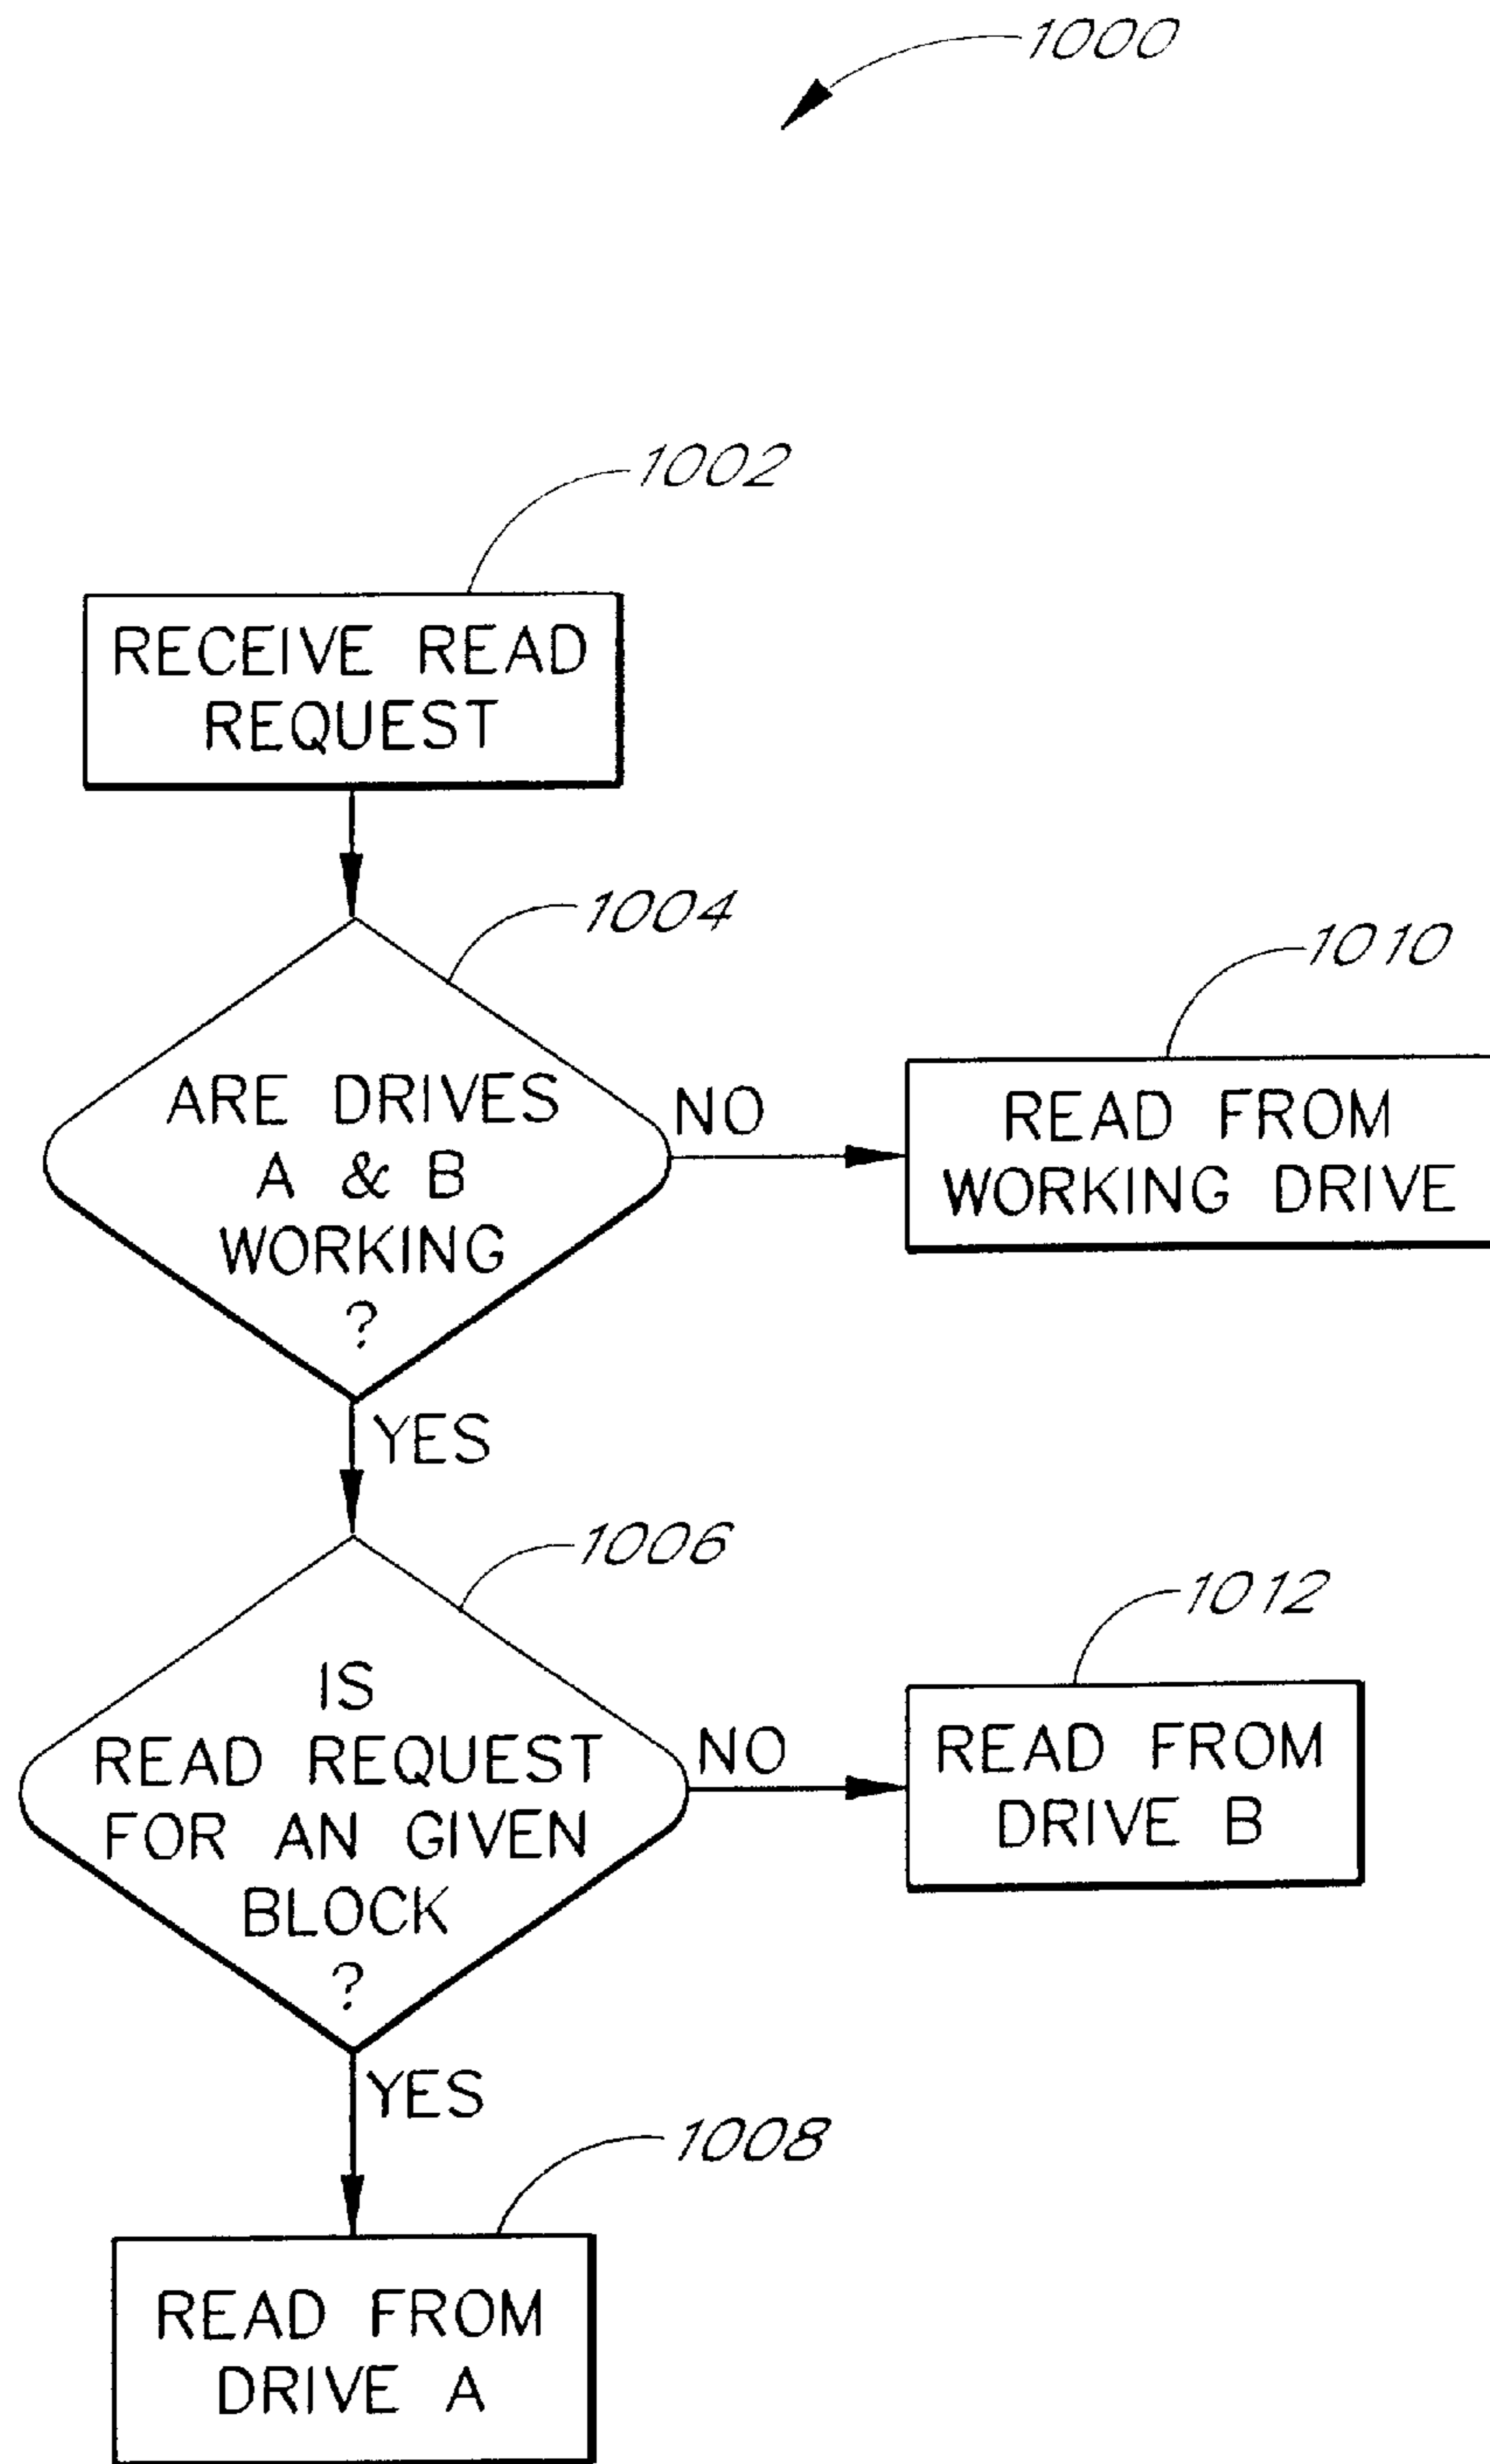 1000
1002
RECEIVE READ
REQUEST
1004
ARE DRIVES
A & B
WORKING
?
NO
1010
READ FROM
WORKING DRIVE
YES
1006
IS
READ REQUEST
FOR AN GIVEN
BLOCK
?
NO
1012
READ FROM
DRIVE B
YES
1008
READ FROM
DRIVE A